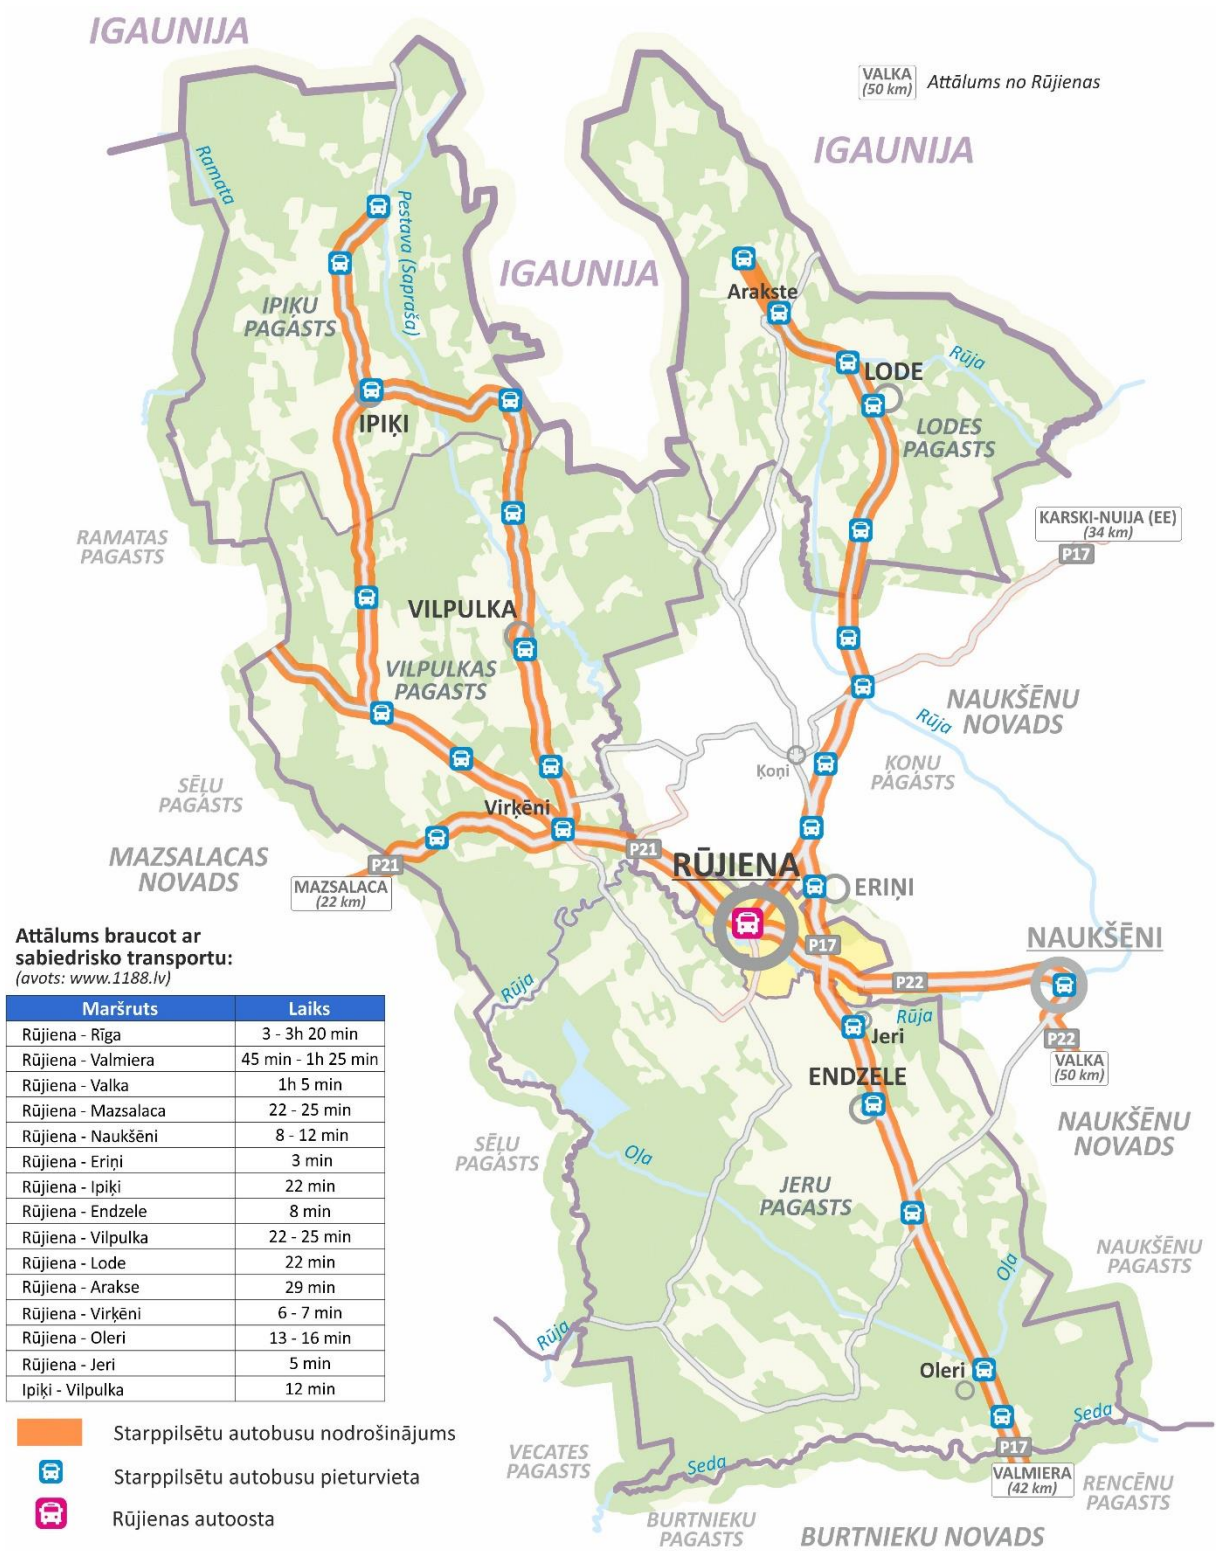 IGAUNIJA
VALKA
(50 km)
Attālums no Rūjienas
IGAUNIJA
Ramata
Pestava (Sapraša)
IGAUNIJA
Arakste
IPIĶU
PAGASTS
Rūja
LODE
IPIĶI
LODES
PAGASTS
KARSKI-NUIJA (EE)
(34 km)
P17
RAMATAS
PAGASTS
VILPULKA
VILPULKAS
PAGASTS
NAUKŠĒNU
NOVADS
Rūja
Ķoņi
KOŅU
PAGASTS
SĒĻU
PAGASTS
Virķēni
MAZSALACAS
NOVADS
P21
P21
RŪJIENA
MAZSALACA
(22 km)
ERIŅI
NAUKŠĒNI
P17
P22
Rūja
Rūja
Jeri
P22
VALKA
(50 km)
ENDZELE
NAUKŠĒNU
NOVADS
SĒĻU
PAGASTS
Oļa
JERU
PAGASTS
NAUKŠĒNU
PAGASTS
Oļa
Rūja
Oleri
Seda
P17
VALMIERA
(42 km)
RENCĒNU
PAGASTS
VECATES
PAGASTS
Seda
BURTNIEKU
PAGASTS
BURTNIEKU NOVADS
Attālums braucot ar
sabiedrisko transportu:
(avots: www.1188.lv)
Maršruts Laiks
Rūjiena - Rīga 3 - 3h 20 min
Rūjiena - Valmiera 45 min - 1h 25 min
Rūjiena - Valka 1h 5 min
Rūjiena - Mazsalaca 22 - 25 min
Rūjiena - Naukšēni 8 - 12 min
Rūjiena - Eriņi 3 min
Rūjiena - Ipiķi 22 min
Rūjiena - Endzele 8 min
Rūjiena - Vilpulka 22 - 25 min
Rūjiena - Lode 22 min
Rūjiena - Arakse 29 min
Rūjiena - Virķēni 6 - 7 min
Rūjiena - Oleri 13 - 16 min
Rūjiena - Jeri 5 min
Ipiķi - Vilpulka 12 min
Starppilsētu autobusu nodrošinājums
Starppilsētu autobusu pieturvieta
Rūjienas autoosta